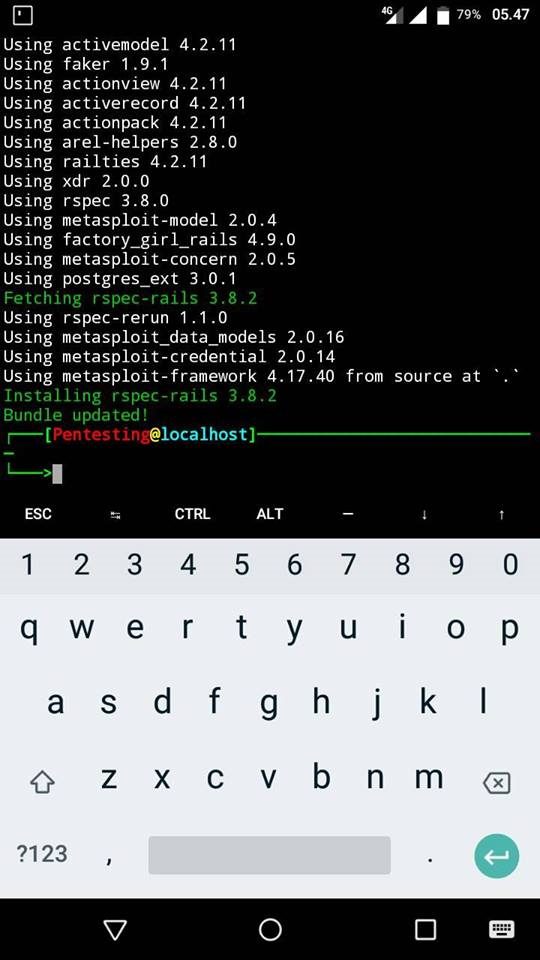 4G 79% 05.47
Using activemodel 4.2.11
Using faker 1.9.1
Using actionview 4.2.11
Using activerecord 4.2.11
Using actionpack 4.2.11
Using arel-helpers 2.8.0
Using railties 4.2.11
Using xdr 2.0.0
Using rspec 3.8.0
Using metasploit-model 2.0.4
Using factory_girl_rails 4.9.0
Using metasploit-concern 2.0.5
Using postgres_ext 3.0.1
Fetching rspec-rails 3.8.2
Using rspec-rerun 1.1.0
Using metasploit_data_models 2.0.16
Using metasploit-credential 2.0.14
Using metasploit-framework 4.17.40 from source at `.`
Installing rspec-rails 3.8.2
Bundle updated!
┌──[Pentesting@localhost]────────────────────────────
─
└───>
ESC ↹ CTRL ALT — ↓ ↑
1 2 3 4 5 6 7 8 9 0
q w e r t y u i o p
a s d f g h j k l
z x c v b n m
?123 , .